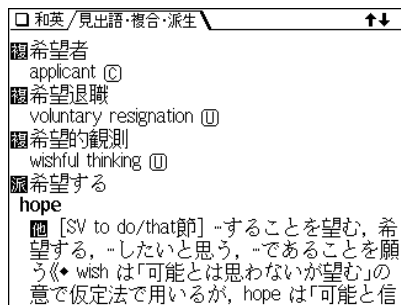 ❏ 和英/見出語･複合･派生 ⬆⬇
複希望者
applicant Ⓒ
複希望退職
voluntary resignation Ⓤ
複希望的観測
wishful thinking Ⓤ
派希望する
hope
他 [SV to do/that節] …することを望む, 希
望する, …したいと思う, …であることを願
う《◆ wish は｢可能とは思わないが望む｣の
意で仮定法で用いるが, hope は｢可能と信